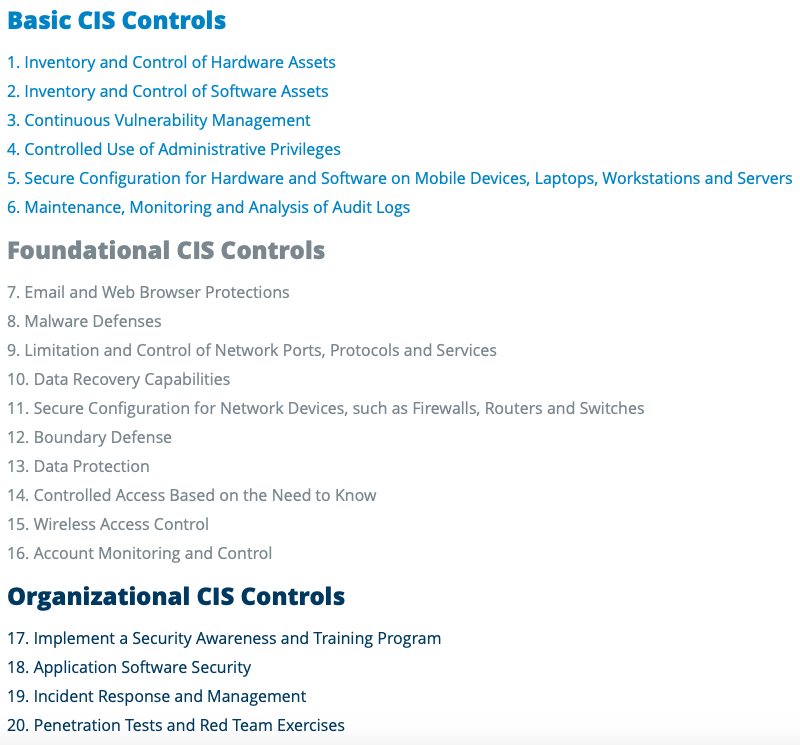 Basic CIS Controls
1. Inventory and Control of Hardware Assets
2. Inventory and Control of Software Assets
3. Continuous Vulnerability Management
4. Controlled Use of Administrative Privileges
5. Secure Configuration for Hardware and Software on Mobile Devices, Laptops, Workstations and Servers
6. Maintenance, Monitoring and Analysis of Audit Logs
Foundational CIS Controls
7. Email and Web Browser Protections
8. Malware Defenses
9. Limitation and Control of Network Ports, Protocols and Services
10. Data Recovery Capabilities
11. Secure Configuration for Network Devices, such as Firewalls, Routers and Switches
12. Boundary Defense
13. Data Protection
14. Controlled Access Based on the Need to Know
15. Wireless Access Control
16. Account Monitoring and Control
Organizational CIS Controls
17. Implement a Security Awareness and Training Program
18. Application Software Security
19. Incident Response and Management
20. Penetration Tests and Red Team Exercises